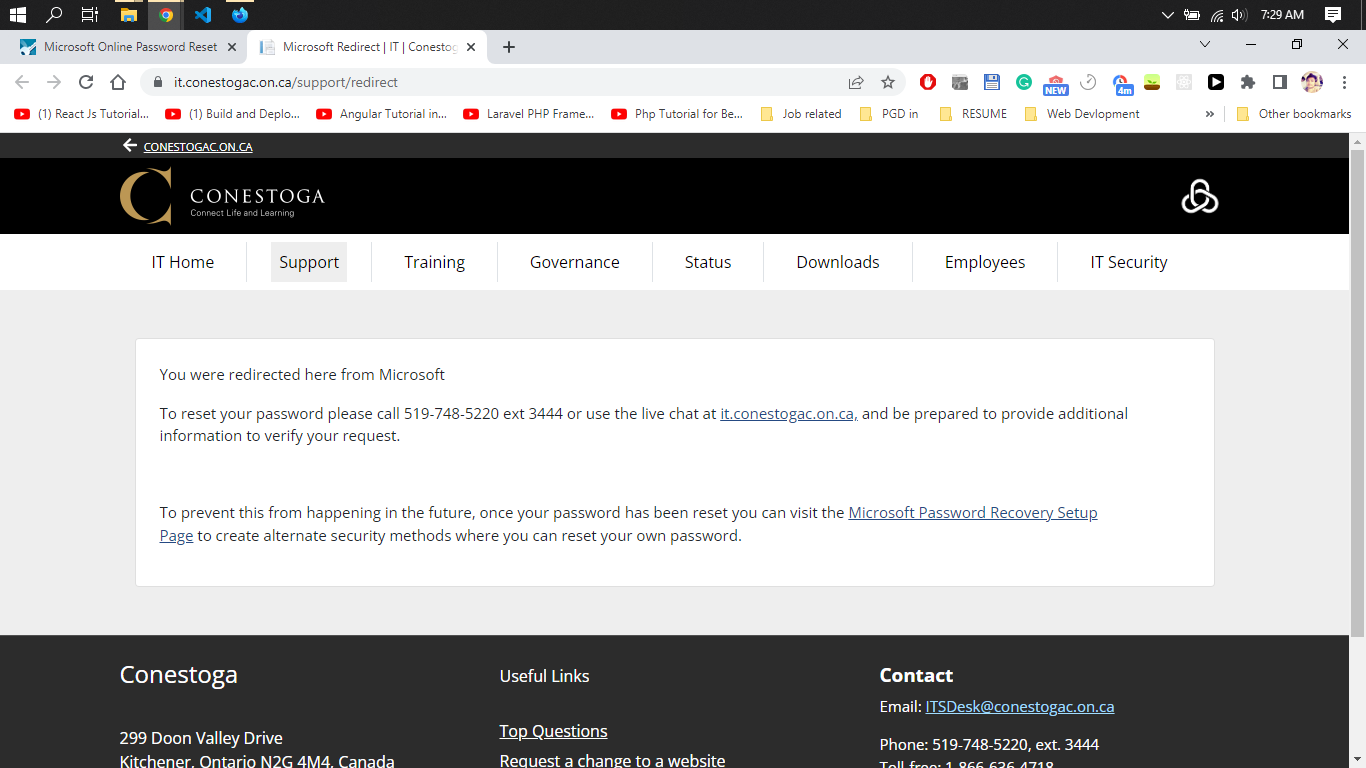 7:29 AM
Microsoft Online Password Reset
Microsoft Redirect | IT | Conestog
it.conestogac.on.ca/support/redirect
NEW
4m
(1) React Js Tutorial...
(1) Build and Deplo...
Angular Tutorial in...
Laravel PHP Frame...
Php Tutorial for Be...
Job related
PGD in
RESUME
Web Devlopment
»
Other bookmarks
CONESTOGAC.ON.CA
CONESTOGA
Connect Life and Learning
IT Home
Support
Training
Governance
Status
Downloads
Employees
IT Security
You were redirected here from Microsoft
To reset your password please call 519-748-5220 ext 3444 or use the live chat at it.conestogac.on.ca, and be prepared to provide additional
information to verify your request.
To prevent this from happening in the future, once your password has been reset you can visit the Microsoft Password Recovery Setup
Page to create alternate security methods where you can reset your own password.
Conestoga
299 Doon Valley Drive
Kitchener, Ontario N2G 4M4, Canada
Useful Links
Top Questions
Request a change to a website
Contact
Email: ITSDesk@conestogac.on.ca
Phone: 519-748-5220, ext. 3444
Toll-free: 1-866-636-4718